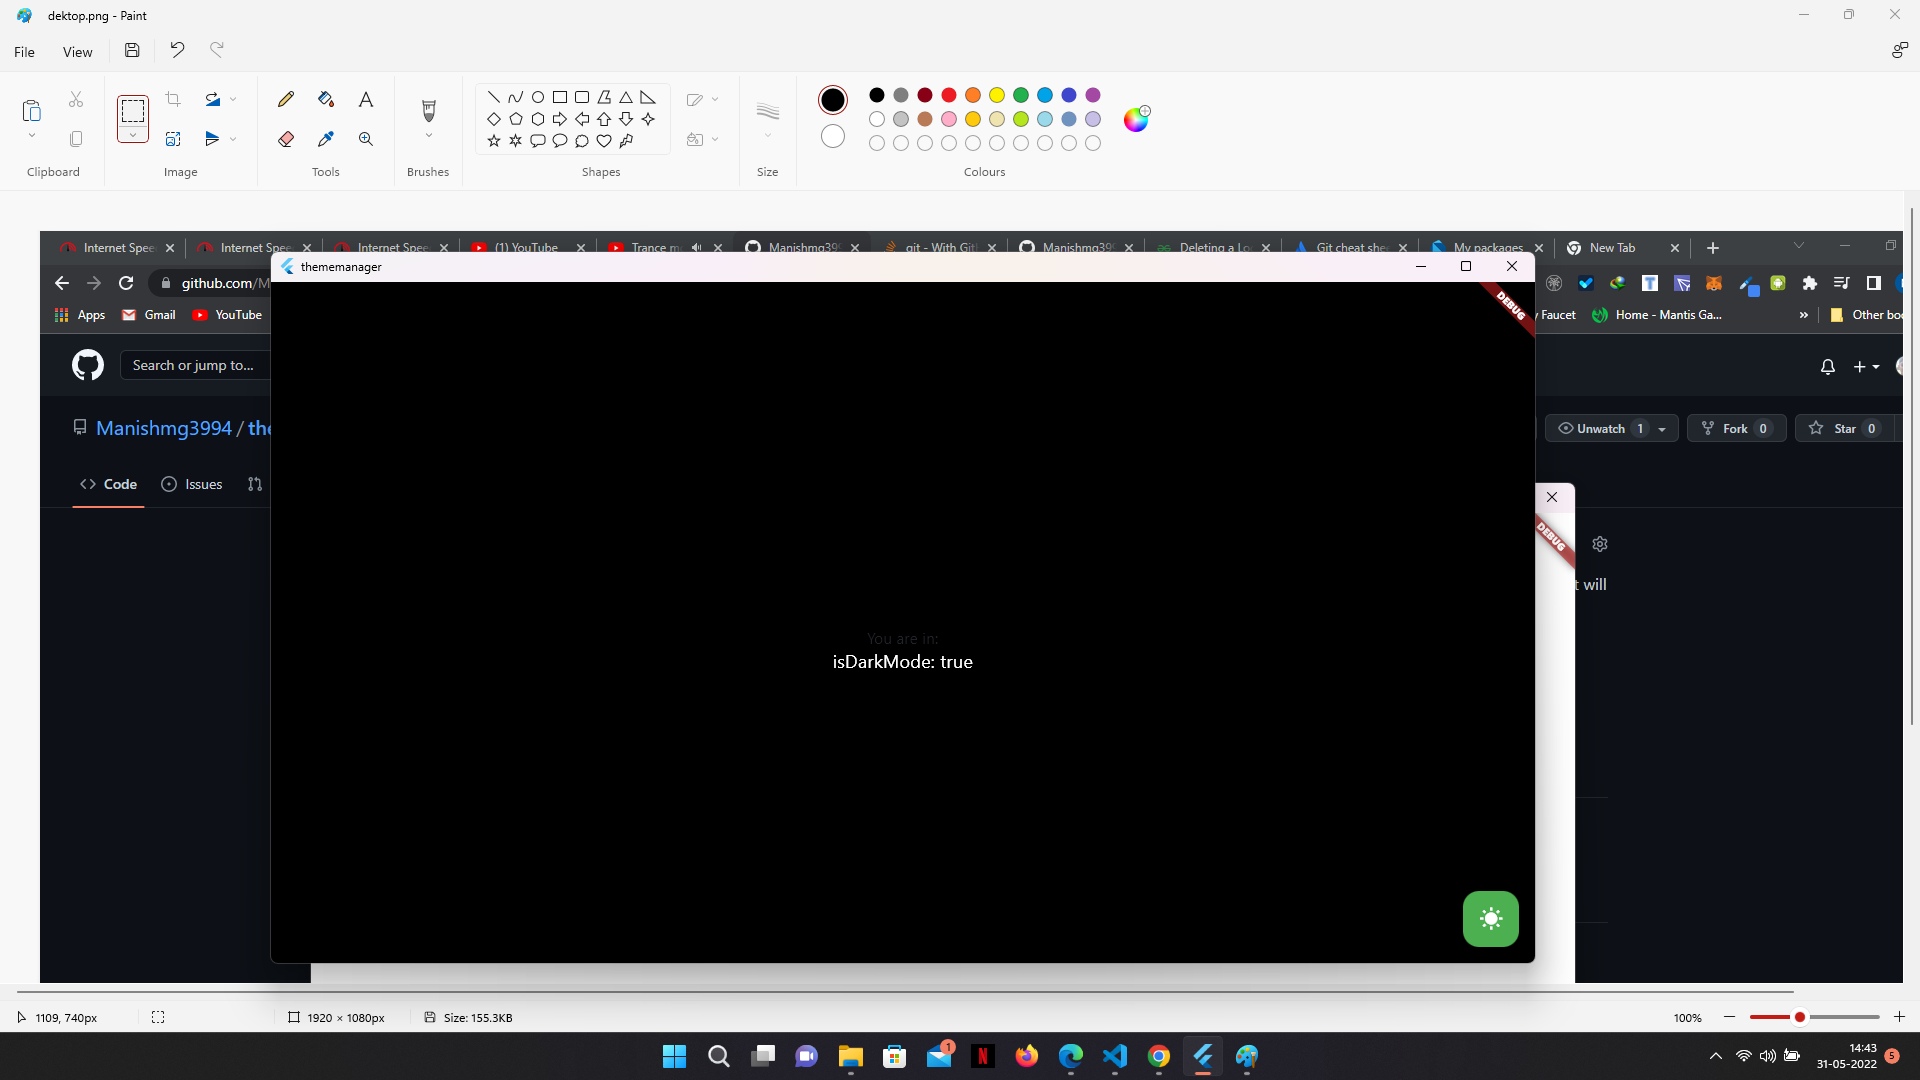 dektop.png - Paint
File
View
Clipboard
Image
Tools
Brushes
Shapes
Size
Colours
Internet Spee
Internet Spee
Internet Spee
(1) YouTube
Trance m
Manishmg39
git - With Git
Manishmg39
Deleting a Lo
Git cheat she
My packages
New Tab
github.com/M
thememanager
Apps
Gmail
YouTube
DEBUG
y Faucet
Home - Mantis Ga...
»
Other boo
Search or jump to...
Manishmg3994 / the
Unwatch 1
Fork 0
Star 0
Code
Issues
DEBUG
t will
You are in:
isDarkMode: true
1109, 740px
1920 × 1080px
Size: 155.3KB
100%
1
N
14:43
31-05-2022
5